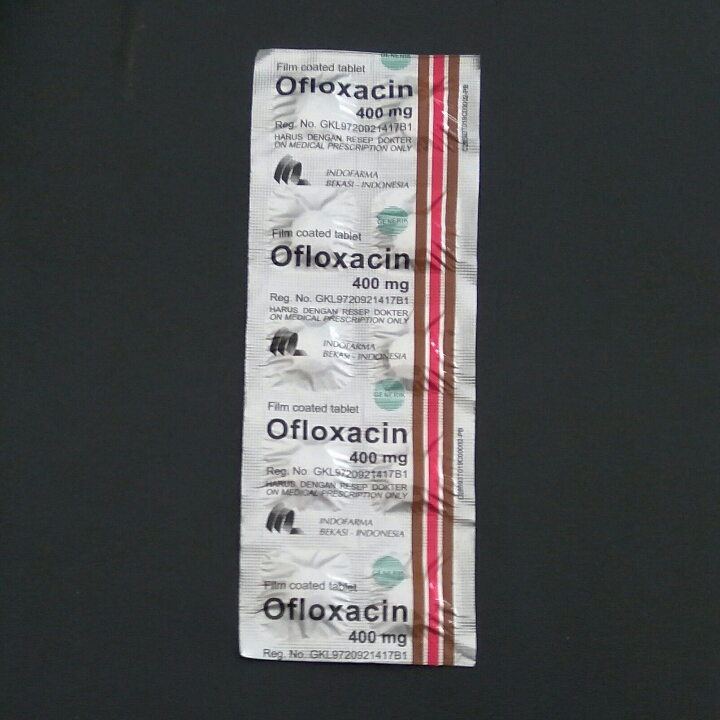 GENERIK
Film coated tablet
Ofloxacin
400 mg
Reg. No. GKL9720921417B1
HARUS DENGAN RESEP DOKTER
ON MEDICAL PRESCRIPTION ONLY
INDOFARMA
BEKASI - INDONESIA
GENERIK
Film coated tablet
Ofloxacin
400 mg
Reg. No. GKL9720921417B1
HARUS DENGAN RESEP DOKTER
ON MEDICAL PRESCRIPTION ONLY
INDOFARMA
BEKASI - INDONESIA
GENERIK
Film coated tablet
Ofloxacin
400 mg
Reg. No. GKL9720921417B1
HARUS DENGAN RESEP DOKTER
ON MEDICAL PRESCRIPTION ONLY
INDOFARMA
BEKASI - INDONESIA
GENERIK
Film coated tablet
Ofloxacin
400 mg
Reg. No. GKL9720921417B1